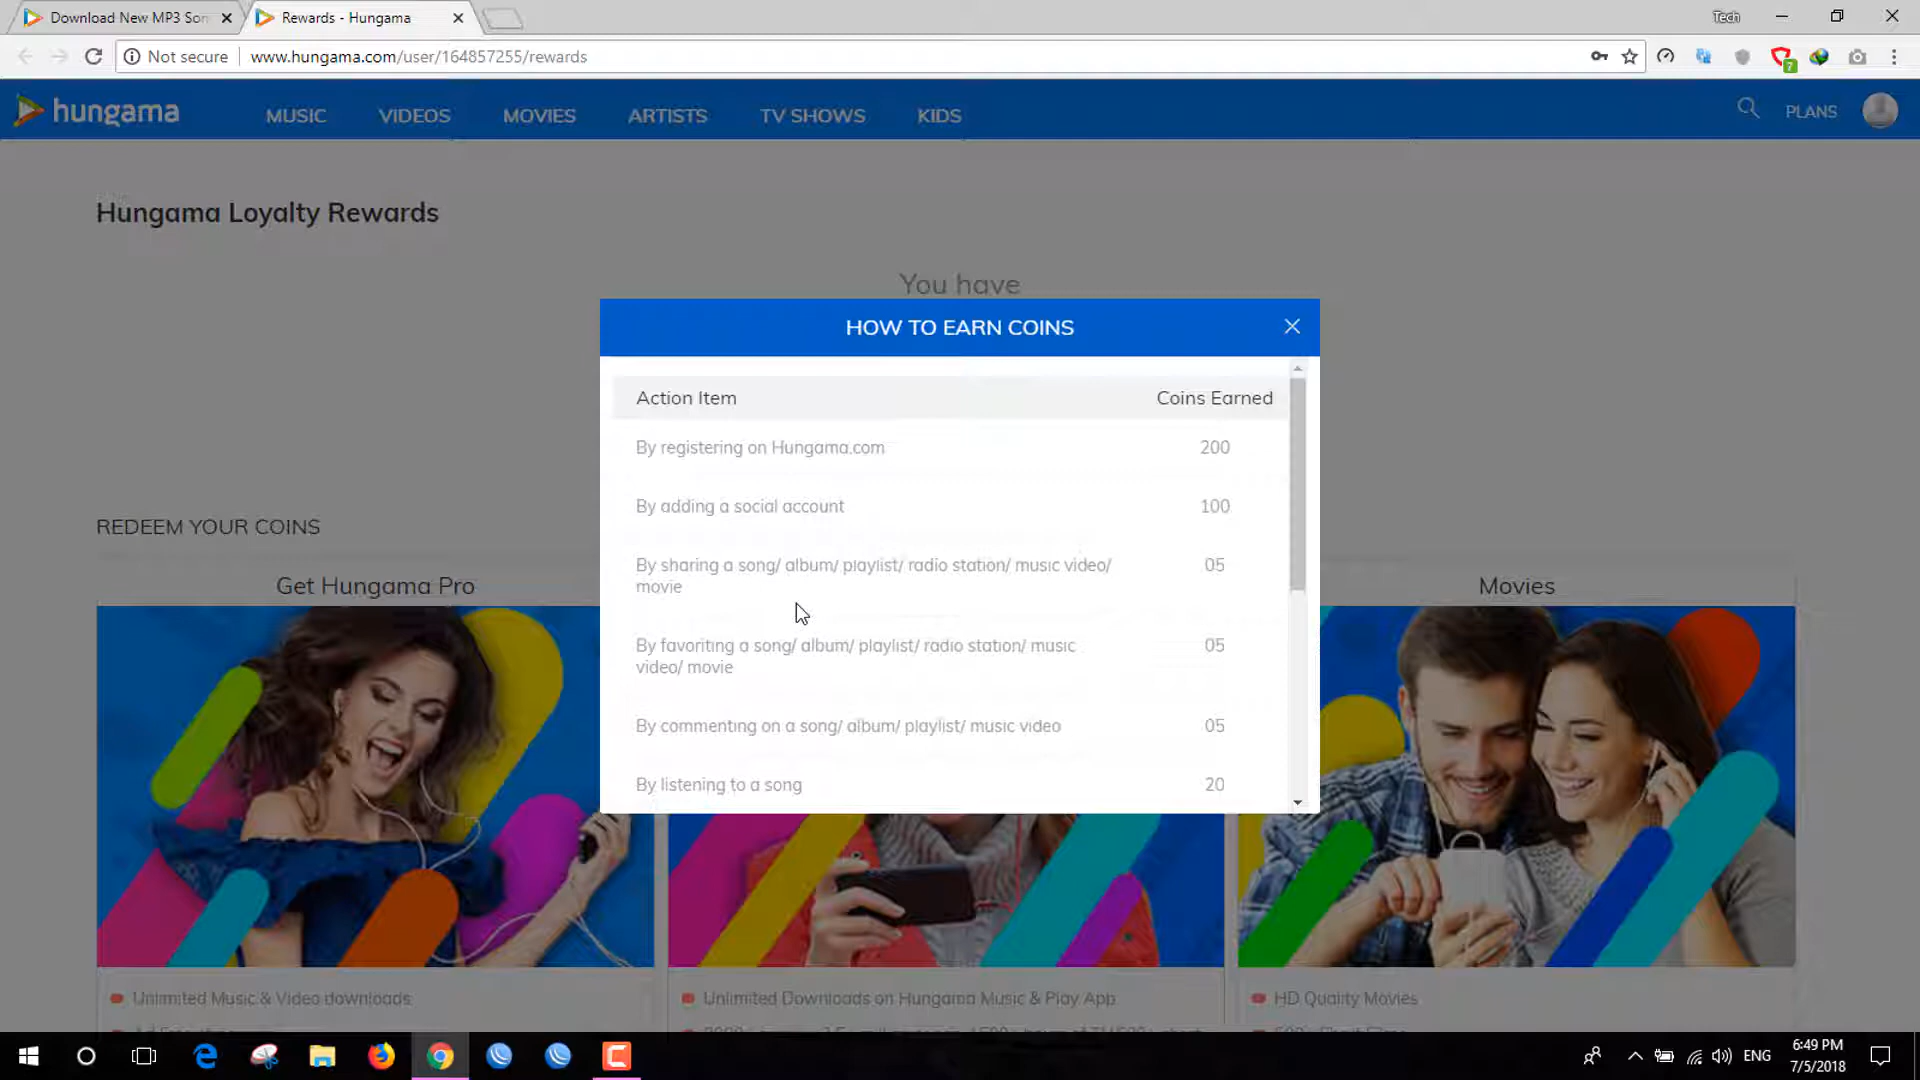 Download New MP3 Son
Rewards - Hungama
Tech
Not secure
www.hungama.com/user/164857255/rewards
7
hungama
MUSIC
VIDEOS
MOVIES
ARTISTS
TV SHOWS
KIDS
PLANS
Hungama Loyalty Rewards
You have
HOW TO EARN COINS
Action Item
Coins Earned
By registering on Hungama.com
200
By adding a social account
100
By sharing a song/ album/ playlist/ radio station/ music video/
movie
05
By favoriting a song/ album/ playlist/ radio station/ music
video/ movie
05
By commenting on a song/ album/ playlist/ music video
05
By listening to a song
20
REDEEM YOUR COINS
Get Hungama Pro
Movies
Unlimited Music & Video downloads
Unlimited Downloads on Hungama Music & Play App
HD Quality Movies
ENG
6:49 PM
7/5/2018